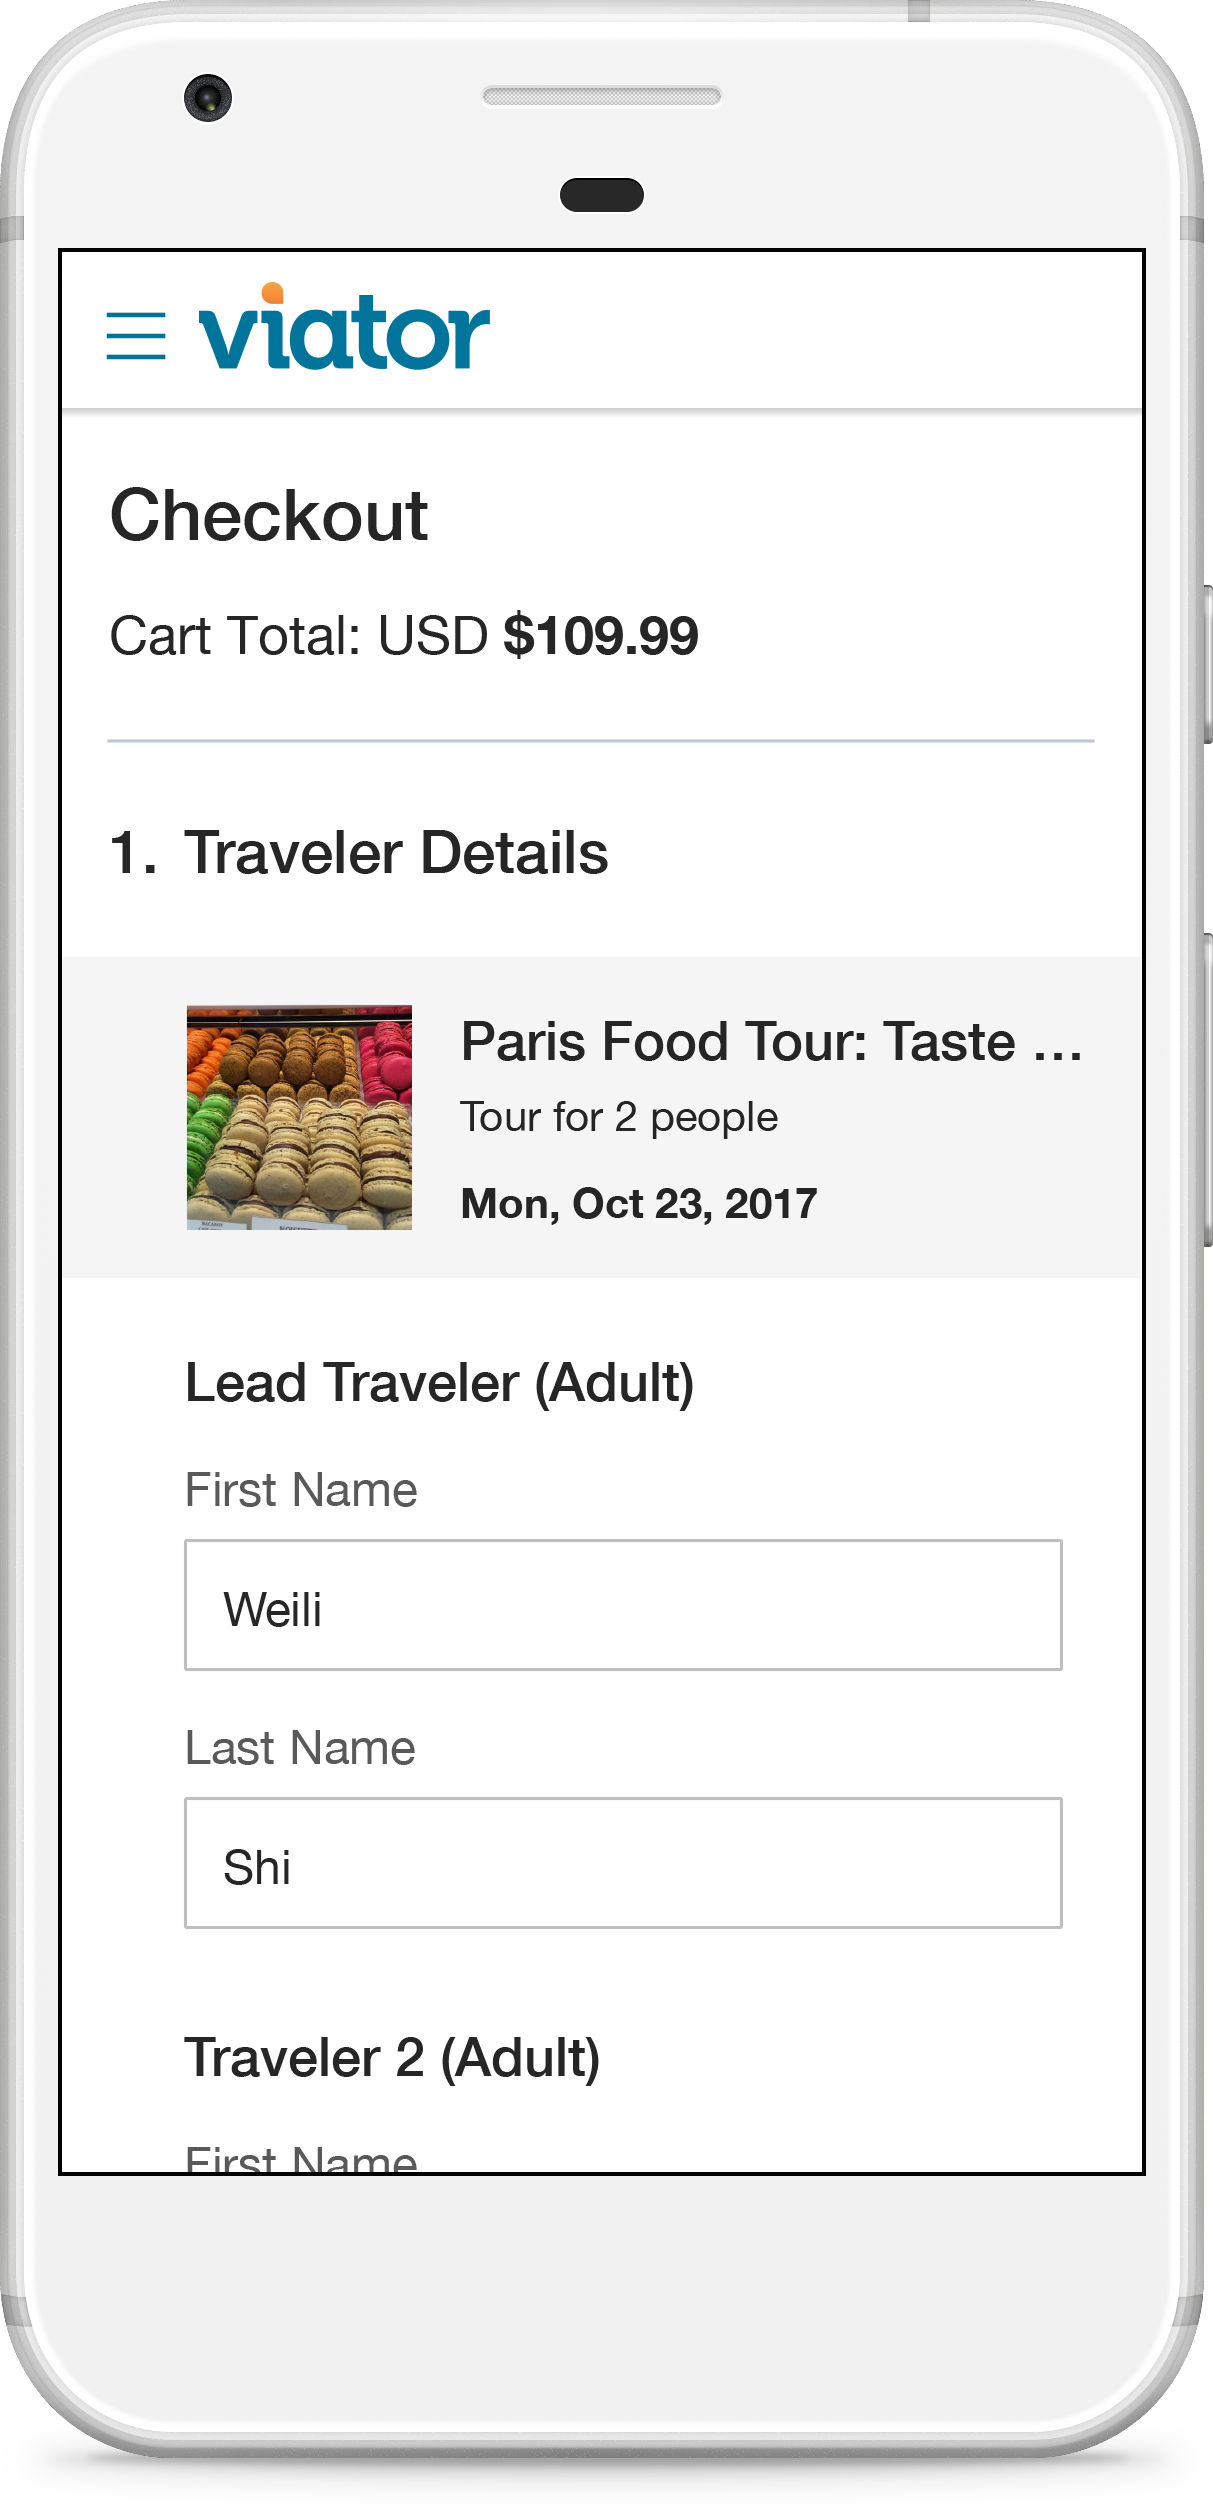 viator
Checkout
Cart Total: USD $109.99
1. Traveler Details
Paris Food Tour: Taste ...
Tour for 2 people
Mon, Oct 23, 2017
Lead Traveler (Adult)
First Name
Weili
Last Name
Shi
Traveler 2 (Adult)
First Name